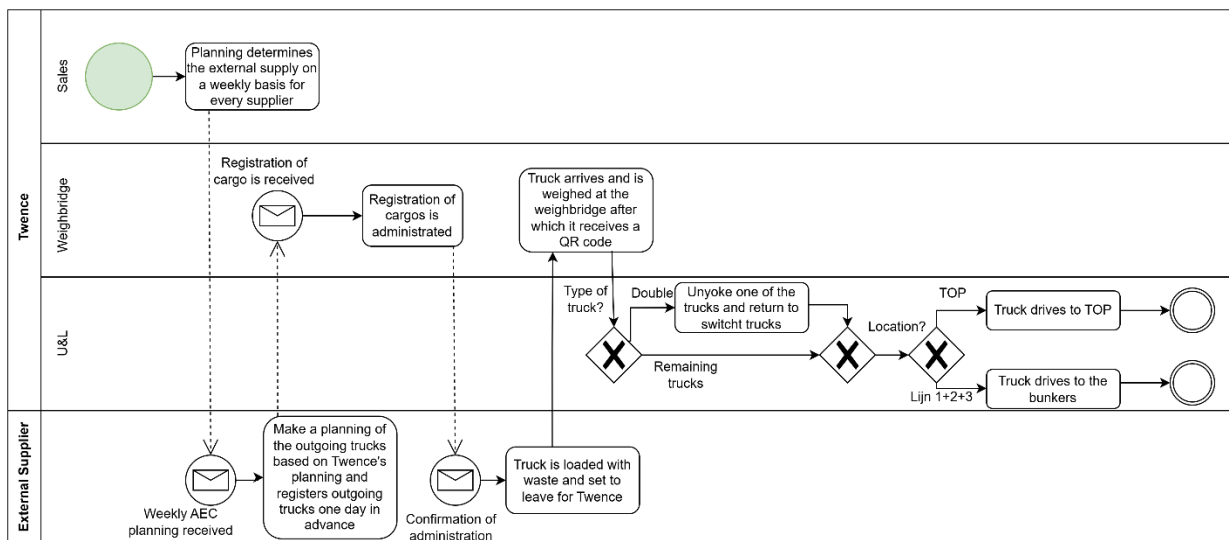 Twence
Sales
Planning determines
the external supply on
a weekly basis for
every supplier
Weighbridge
Registration of
cargo is received
Registration of
cargos is
administrated
Truck arrives and is
weighed at the
weighbridge after
which it receives a
QR code
U&L
Type of
truck?
Double
Unyoke one of the
trucks and return to
switcht trucks
Remaining
trucks
Location?
TOP
Truck drives to TOP
Lijn 1+2+3
Truck drives to the
bunkers
External Supplier
Weekly AEC
planning received
Make a planning of
the outgoing trucks
based on Twence's
planning and
registers outgoing
trucks one day in
advance
Confirmation of
administration
Truck is loaded with
waste and set to
leave for Twence